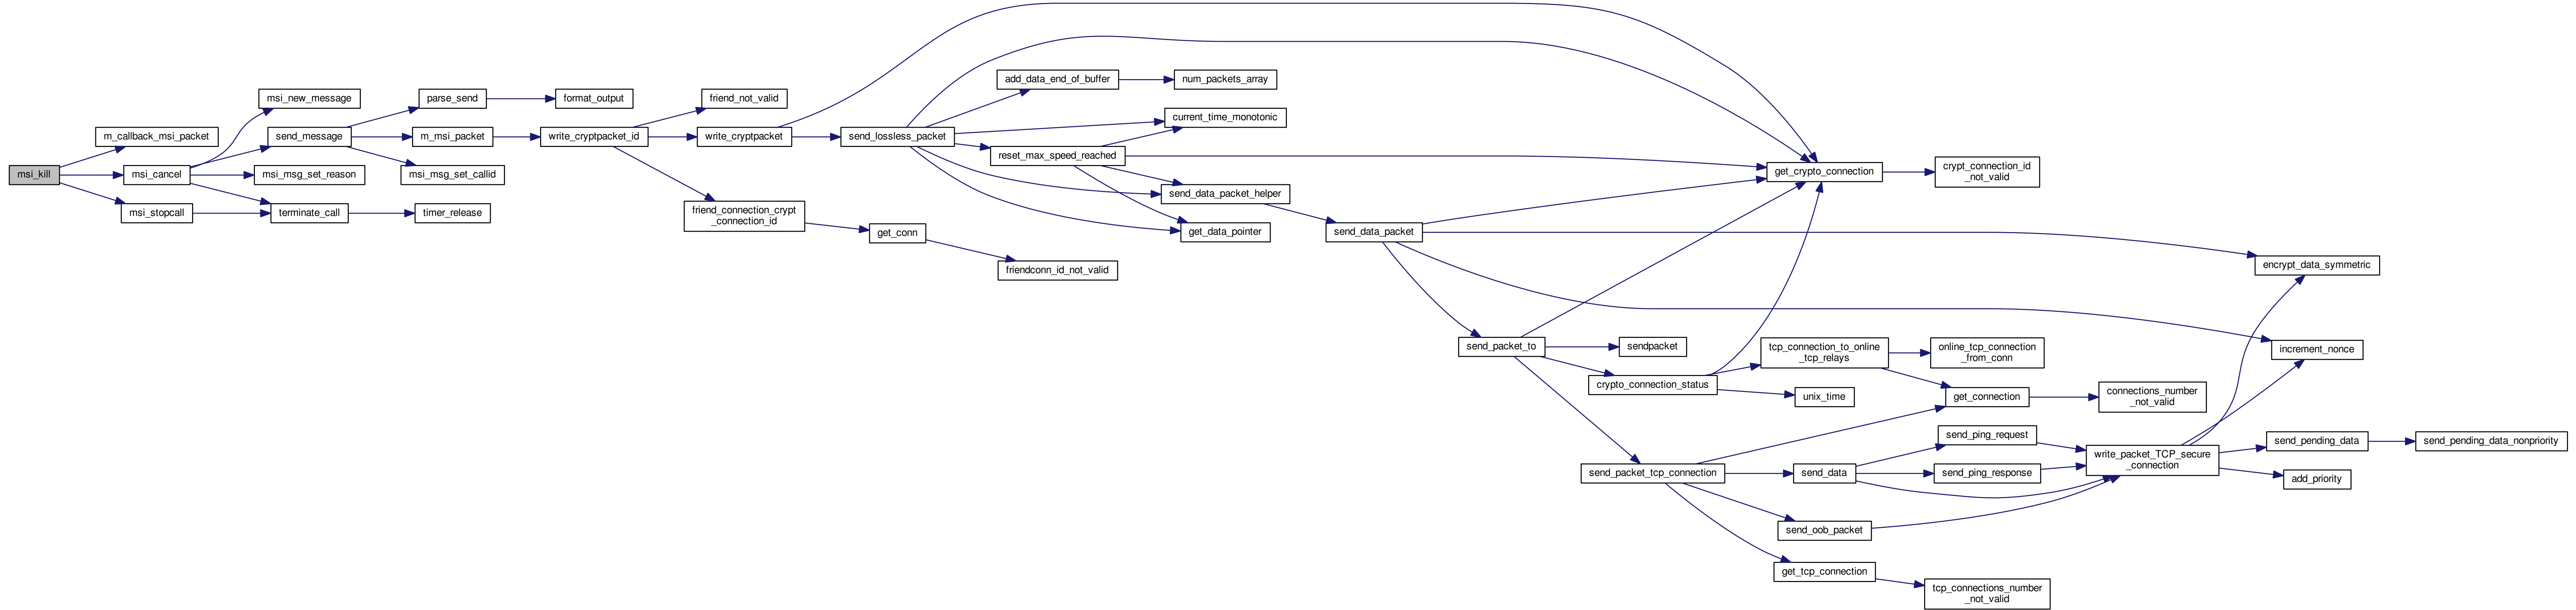 msi_kill
m_callback_msi_packet
msi_cancel
msi_stopcall
msi_new_message
send_message
msi_msg_set_reason
terminate_call
parse_send
m_msi_packet
msi_msg_set_callid
timer_release
format_output
write_cryptpacket_id
friend_not_valid
write_cryptpacket
friend_connection_crypt
_connection_id
send_lossless_packet
get_conn
add_data_end_of_buffer
reset_max_speed_reached
friendconn_id_not_valid
num_packets_array
current_time_monotonic
send_data_packet_helper
get_data_pointer
send_data_packet
send_packet_to
sendpacket
crypto_connection_status
send_packet_tcp_connection
get_crypto_connection
tcp_connection_to_online
_tcp_relays
unix_time
send_data
send_oob_packet
get_tcp_connection
crypt_connection_id
_not_valid
online_tcp_connection
_from_conn
get_connection
send_ping_request
send_ping_response
tcp_connections_number
_not_valid
connections_number
_not_valid
write_packet_TCP_secure
_connection
encrypt_data_symmetric
increment_nonce
send_pending_data
add_priority
send_pending_data_nonpriority